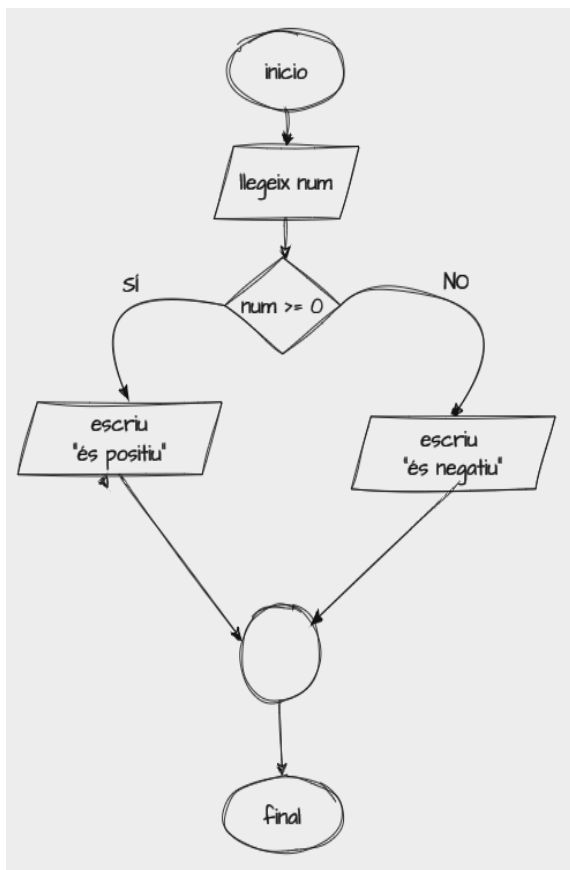 inicio
llegeix num
SÍ
NO
num >= 0
escriu
"és positiu"
escriu
"és negatiu"
final